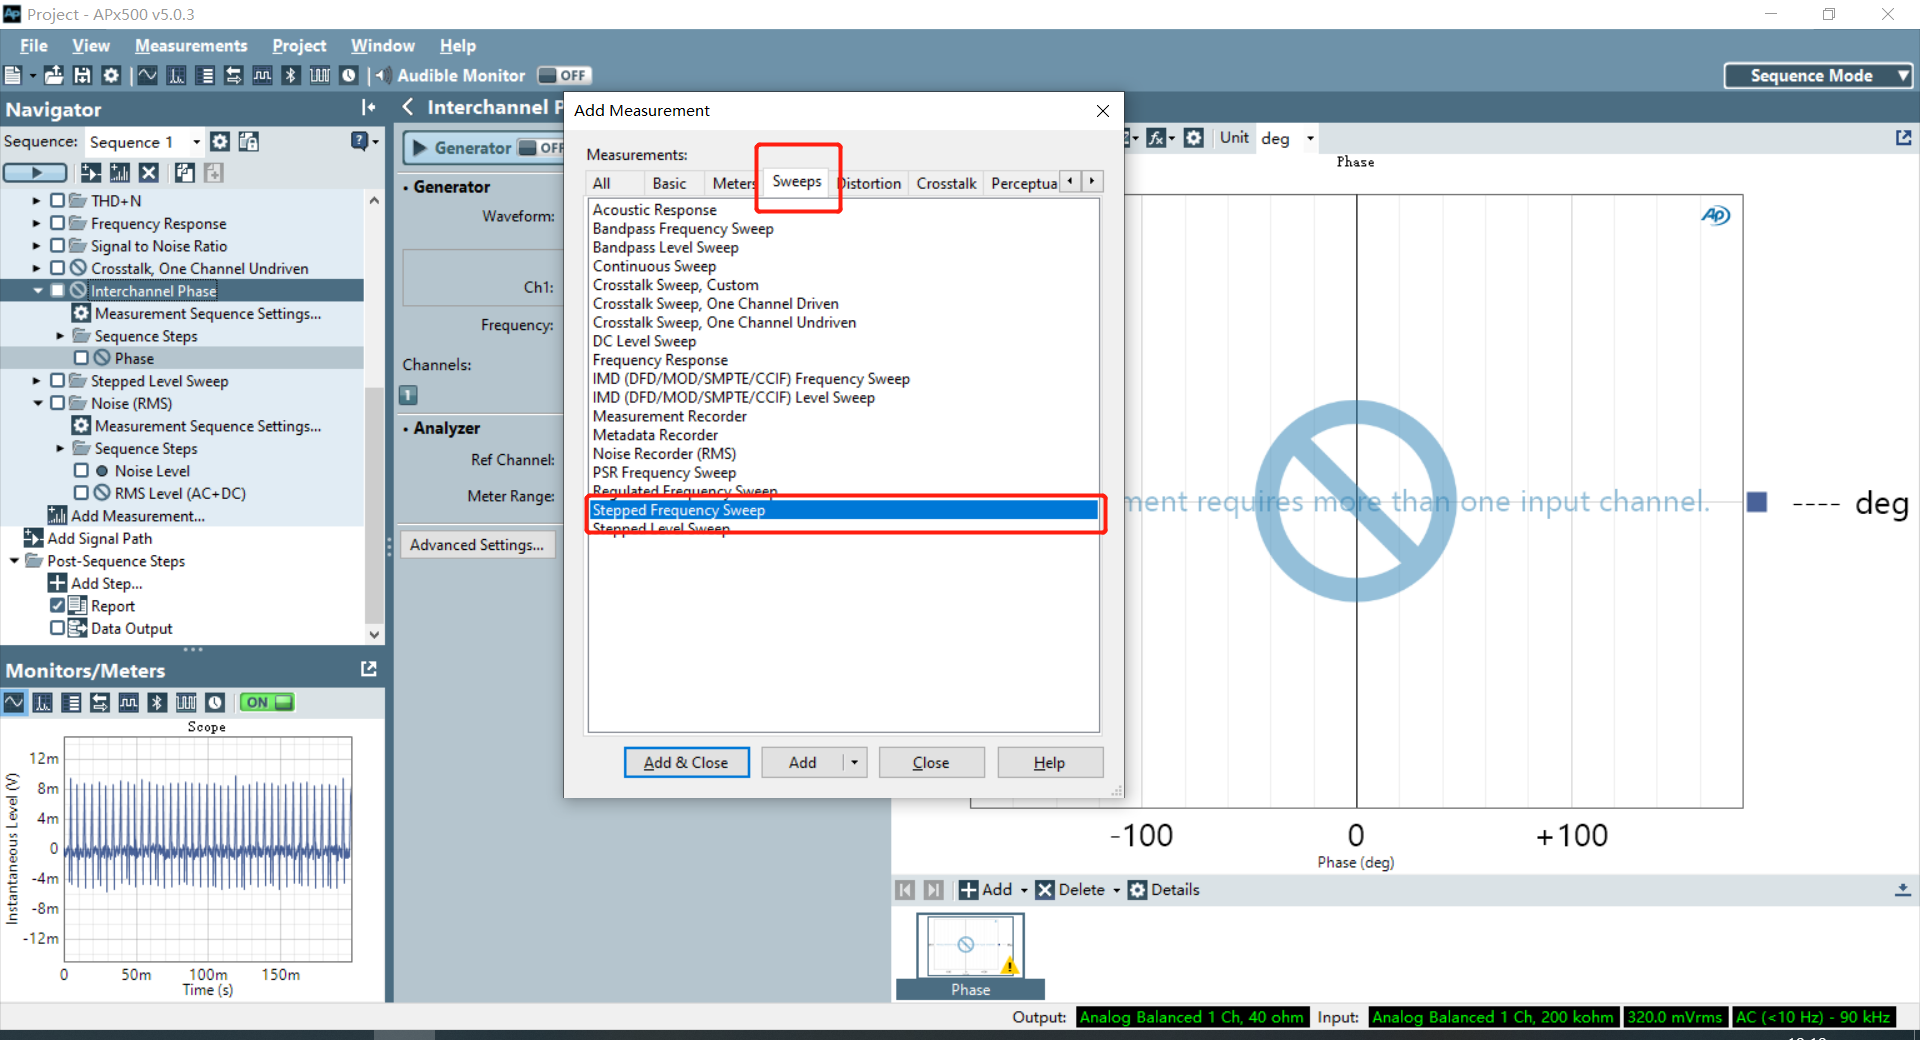 Project - APx500 v5.0.3
File View Measurements Project Window Help
Audible Monitor OFF
Sequence Mode
Navigator
Sequence: Sequence 1
THD+N
Frequency Response
Signal to Noise Ratio
Crosstalk, One Channel Undriven
Interchannel Phase
Measurement Sequence Settings...
Sequence Steps
Phase
Stepped Level Sweep
Noise (RMS)
Measurement Sequence Settings...
Sequence Steps
Noise Level
RMS Level (AC+DC)
Add Measurement...
Add Signal Path
Post-Sequence Steps
Add Step...
Report
Data Output
Monitors/Meters
ON
Scope
12m
8m
4m
0
-4m
-8m
-12m
Instantaneous Level (V)
0 50m 100m 150m
Time (s)
Interchannel P
Generator OFF
Generator
Waveform:
Ch1:
Frequency:
Channels:
1
Analyzer
Ref Channel:
Meter Range:
Advanced Settings...
Add Measurement
Measurements:
All Basic Meters Sweeps Distortion Crosstalk Perceptua
Acoustic Response
Bandpass Frequency Sweep
Bandpass Level Sweep
Continuous Sweep
Crosstalk Sweep, Custom
Crosstalk Sweep, One Channel Driven
Crosstalk Sweep, One Channel Undriven
DC Level Sweep
Frequency Response
IMD (DFD/MOD/SMPTE/CCIF) Frequency Sweep
IMD (DFD/MOD/SMPTE/CCIF) Level Sweep
Measurement Recorder
Metadata Recorder
Noise Recorder (RMS)
PSR Frequency Sweep
Regulated Frequency Sweep
Stepped Frequency Sweep
Stepped Level Sweep
Add & Close Add Close Help
fx Unit deg
Phase
AP
ment requires more than one input channel.
---- deg
-100 0 +100
Phase (deg)
Add Delete Details
Phase
Output: Analog Balanced 1 Ch, 40 ohm Input: Analog Balanced 1 Ch, 200 kohm 320.0 mVrms AC (<10 Hz) - 90 kHz